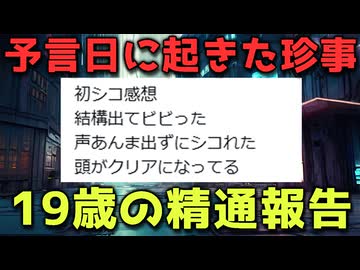 予言日に起きた珍事
初シコ感想
結構出てビビった
声あんま出ずにシコれた
頭がクリアになってる
19歳の精通報告